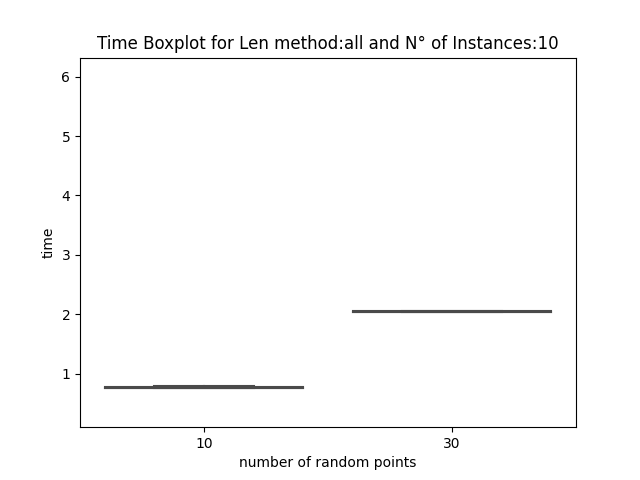 Time Boxplot for Len method:all and N° of Instances:10
6
5
4
3
2
1
time
10 30
number of random points